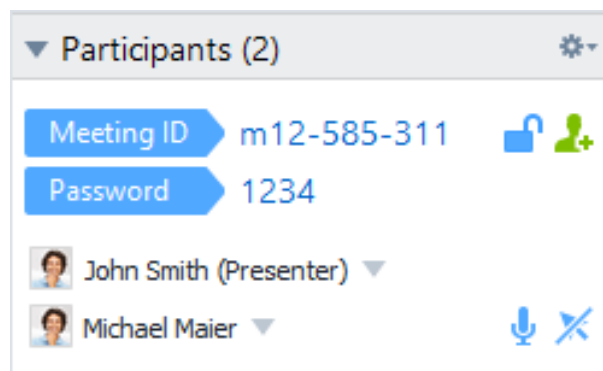 Participants (2)
Meeting ID m12-585-311
Password 1234
John Smith (Presenter)
Michael Maier